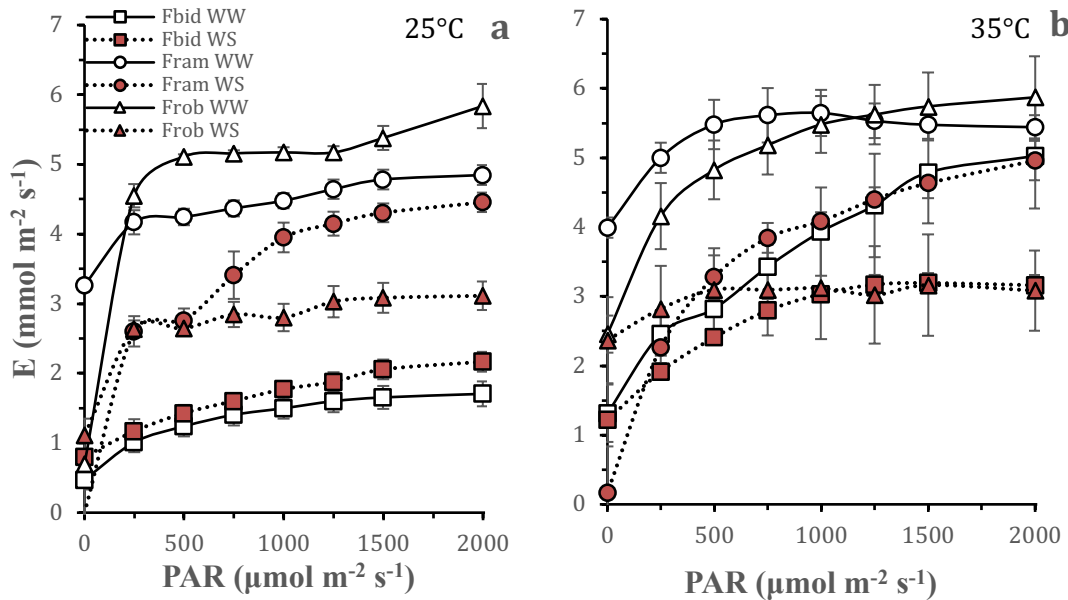 25°C a
Fbid WW
Fbid WS
Fram WW
Fram WS
Frob WW
Frob WS
7
6
5
4
3
2
1
0
E (mmol m-2 s-1)
0 500 1000 1500 2000
PAR (μmol m-2 s-1)
35°C b
7
6
5
4
3
2
1
0
0 500 1000 1500 2000
PAR (μmol m-2 s-1)